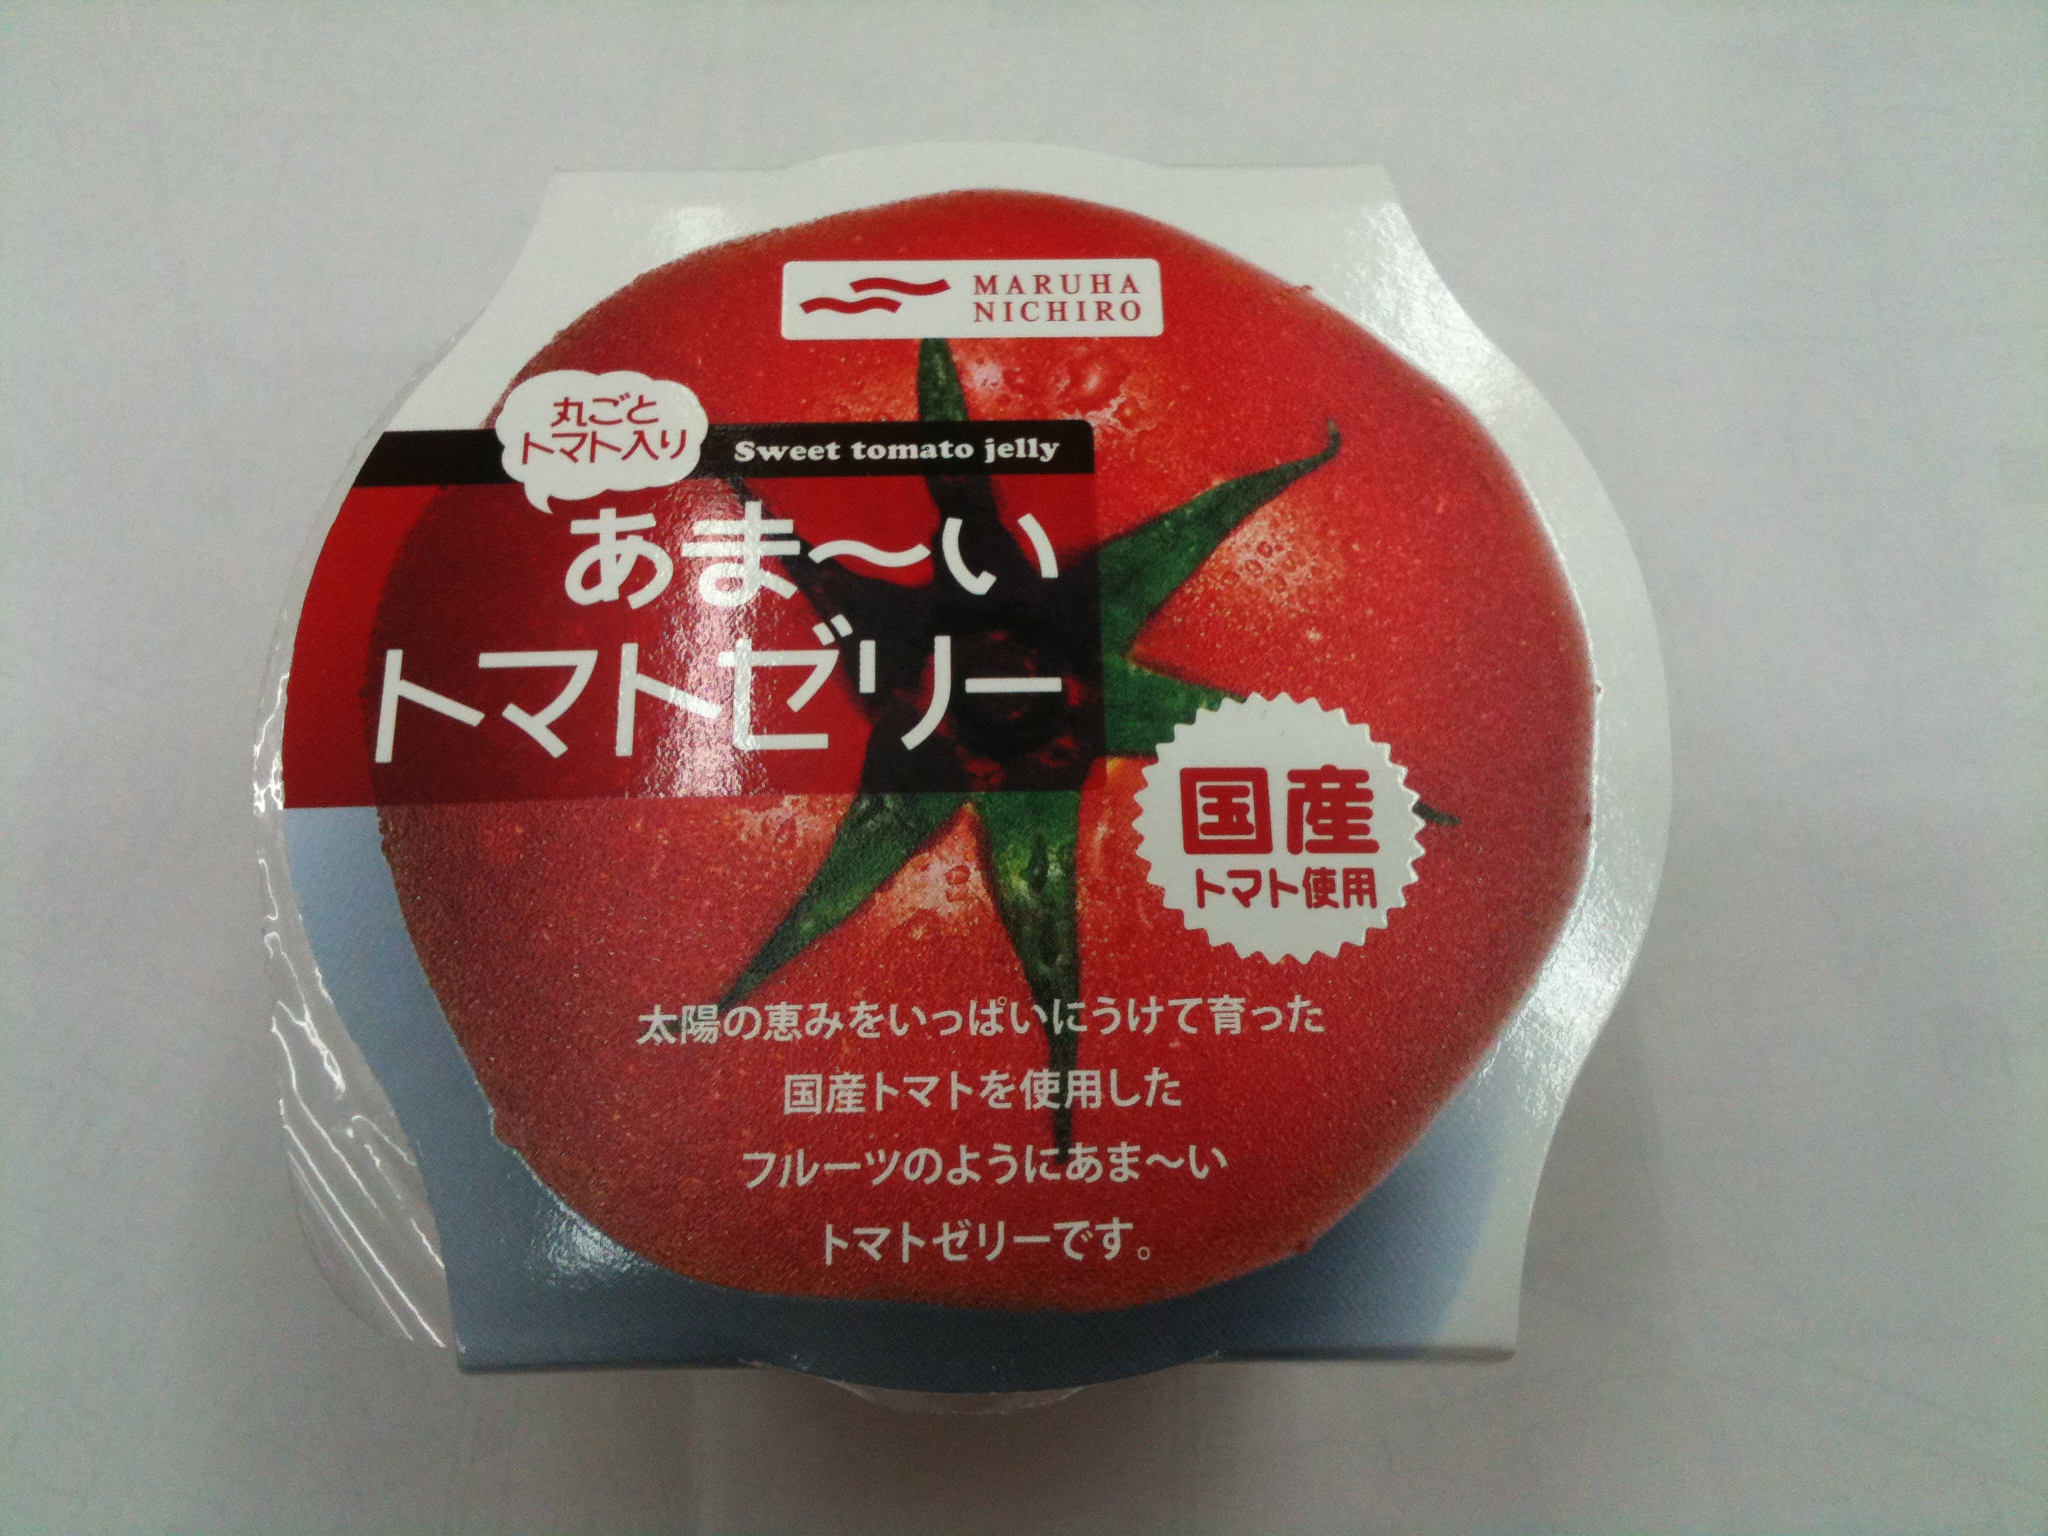 MARUHA
NICHIRO
丸ごと
トマト入り
Sweet tomato jelly
あま〜い
トマトゼリー
国産
トマト使用
太陽の恵みをいっぱいにうけて育った
国産トマトを使用した
フルーツのようにあま〜い
トマトゼリーです。